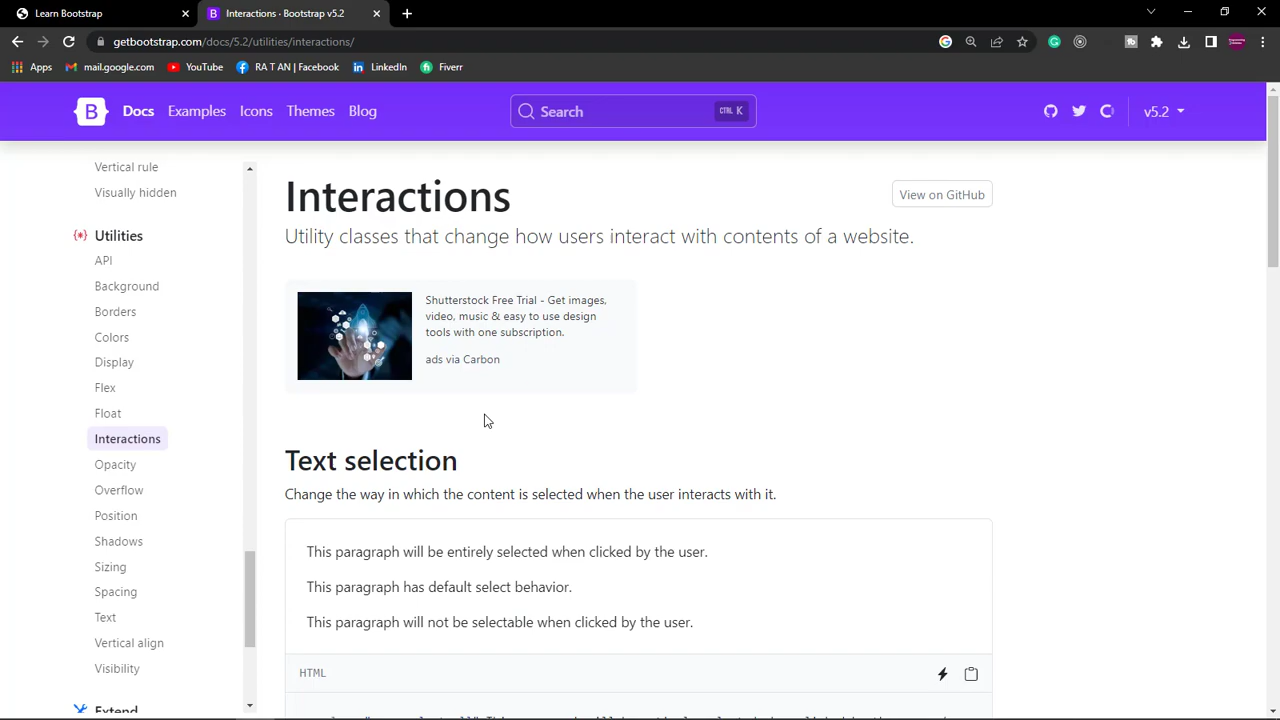 Learn Bootstrap
Interactions · Bootstrap v5.2
getbootstrap.com/docs/5.2/utilities/interactions/
Apps
mail.google.com
YouTube
RA T AN | Facebook
LinkedIn
Fiverr
B
Docs
Examples
Icons
Themes
Blog
Search
CTRL K
v5.2
Vertical rule
Visually hidden
Utilities
API
Background
Borders
Colors
Display
Flex
Float
Interactions
Opacity
Overflow
Position
Shadows
Sizing
Spacing
Text
Vertical align
Visibility
Extend
Interactions
View on GitHub
Utility classes that change how users interact with contents of a website.
Shutterstock Free Trial - Get images,
video, music & easy to use design
tools with one subscription.
ads via Carbon
Text selection
Change the way in which the content is selected when the user interacts with it.
This paragraph will be entirely selected when clicked by the user.
This paragraph has default select behavior.
This paragraph will not be selectable when clicked by the user.
HTML